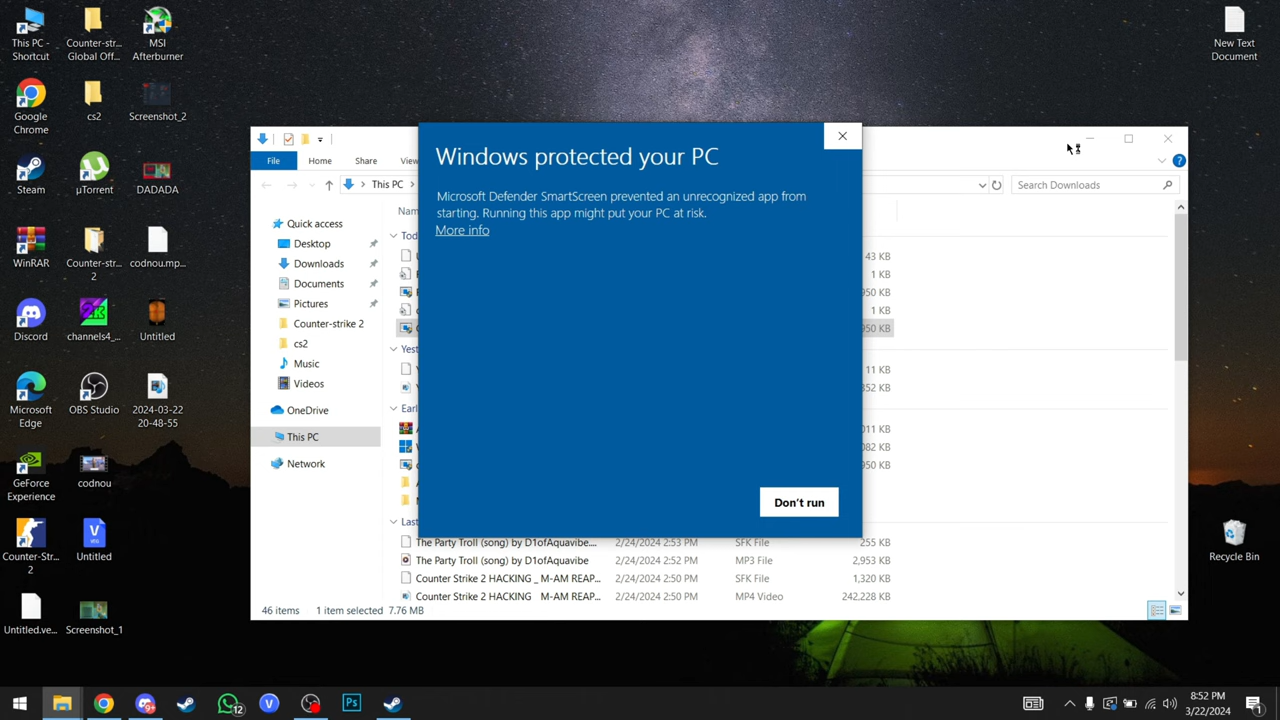 This PC -
Shortcut
Counter-str...
Global Off...
MSI
Afterburner
New Text
Document
Google
Chrome
cs2
Screenshot_2
Steam
µTorrent
DADADA
WinRAR
Counter-str...
2
codnou.mp...
Discord
channels4_...
Untitled
Microsoft
Edge
OBS Studio
2024-03-22
20-48-55
GeForce
Experience
codnou
Counter-Str...
2
Untitled
Recycle Bin
Untitled.ve...
Screenshot_1
File
Home
Share
View
This PC
Search Downloads
Quick access
Desktop
Downloads
Documents
Pictures
Counter-strike 2
cs2
Music
Videos
OneDrive
This PC
Network
Windows protected your PC
Microsoft Defender SmartScreen prevented an unrecognized app from
starting. Running this app might put your PC at risk.
More info
Don't run
43 KB
1 KB
950 KB
1 KB
950 KB
11 KB
352 KB
011 KB
082 KB
950 KB
The Party Troll (song) by D1ofAquavibe.... 2/24/2024 2:53 PM SFK File 255 KB
The Party Troll (song) by D1ofAquavibe 2/24/2024 2:52 PM MP3 File 2,953 KB
Counter Strike 2 HACKING _ M-AM REAP... 2/24/2024 2:50 PM SFK File 1,320 KB
Counter Strike 2 HACKING _ M-AM REAP... 2/24/2024 2:50 PM MP4 Video 242,228 KB
46 items 1 item selected 7.76 MB
12
Ps
8:52 PM
3/22/2024
1